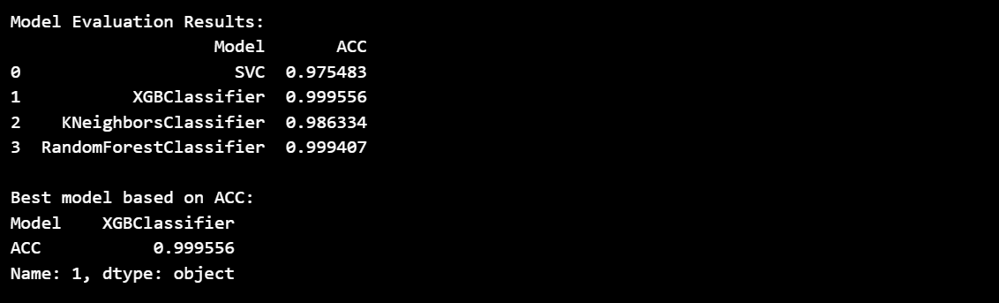 Model Evaluation Results:
                    Model       ACC
0                     SVC  0.975483
1           XGBClassifier  0.999556
2    KNeighborsClassifier  0.986334
3  RandomForestClassifier  0.999407

Best model based on ACC:
Model    XGBClassifier
ACC           0.999556
Name: 1, dtype: object